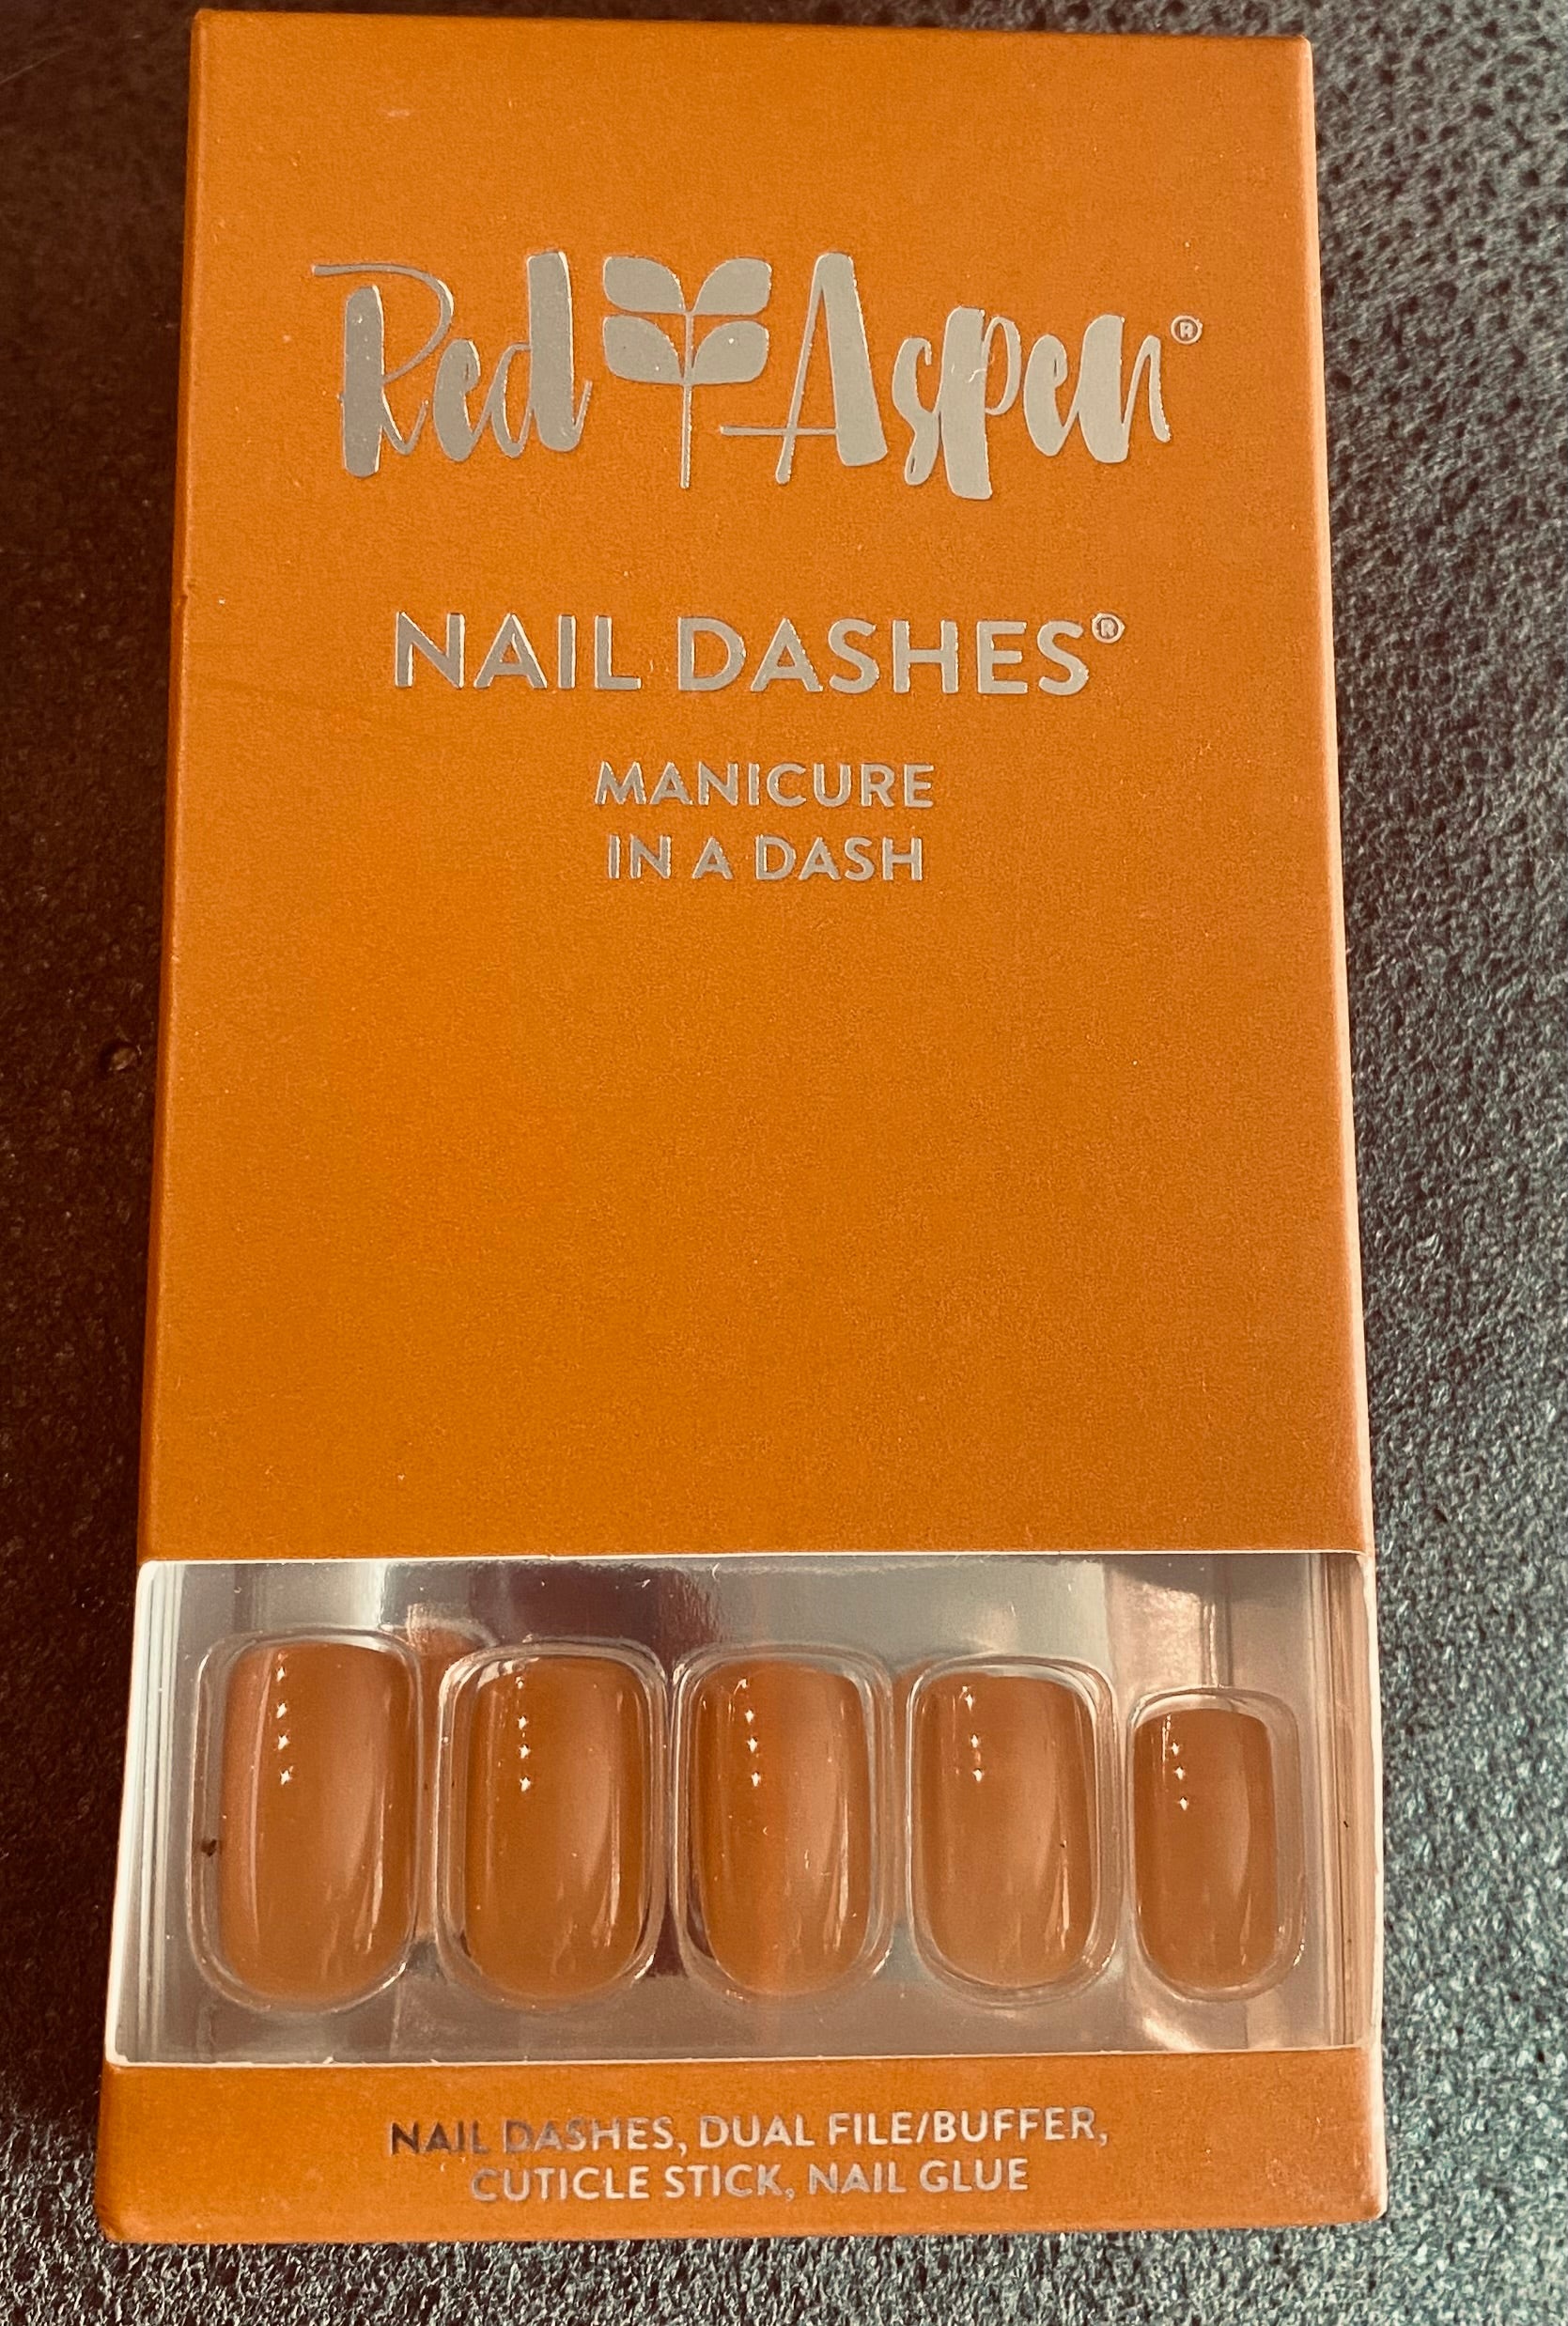 Red Aspen®
NAIL DASHES®
MANICURE
IN A DASH
NAIL DASHES, DUAL FILE/BUFFER,
CUTICLE STICK, NAIL GLUE